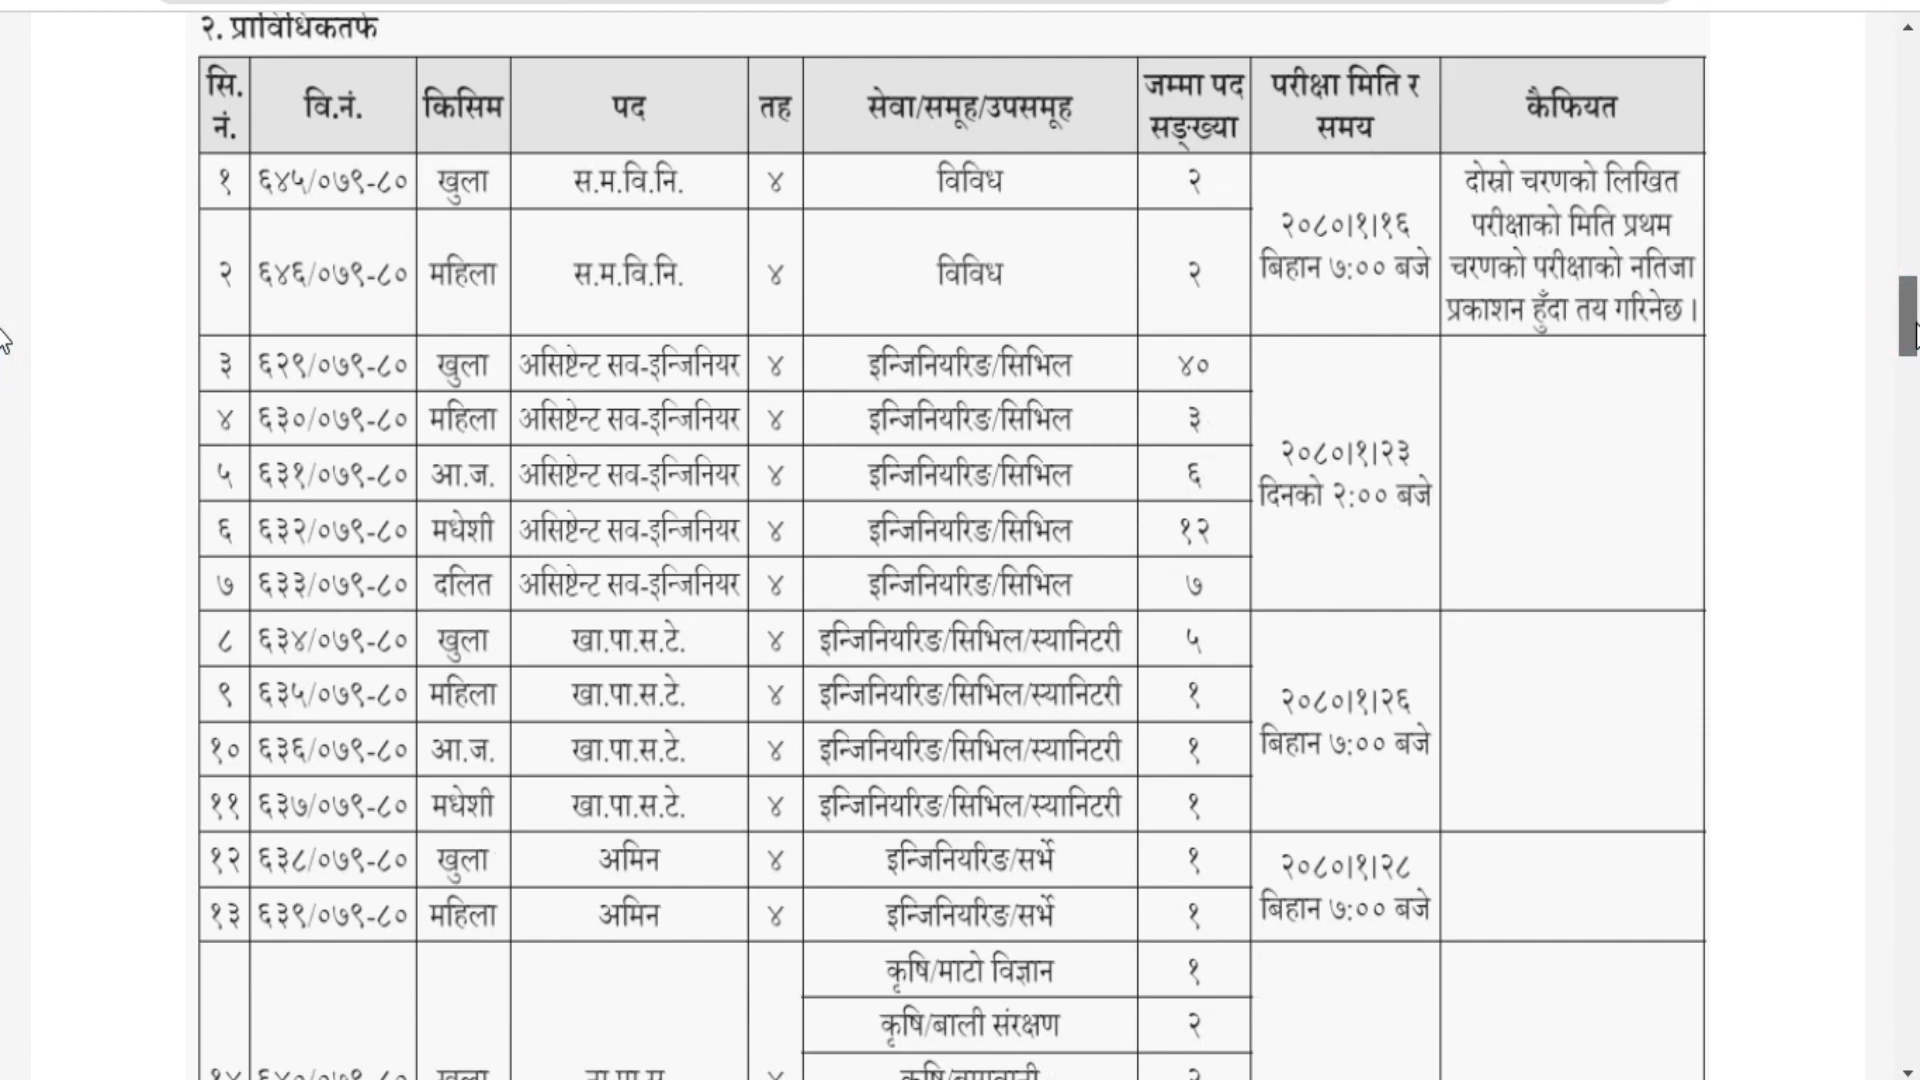 २. प्राविधिकतर्फ
सि. नं. वि.नं. किसिम पद तह सेवा/समूह/उपसमूह जम्मा पद सङ्ख्या परीक्षा मिति र समय कैफियत
१ ६४५/०७९-८० खुला स.म.वि.नि. ४ विविध २ २०८०।१।१६ बिहान ७:०० बजे दोस्रो चरणको लिखित परीक्षाको मिति प्रथम चरणको परीक्षाको नतिजा प्रकाशन हुँदा तय गरिनेछ ।
२ ६४६/०७९-८० महिला स.म.वि.नि. ४ विविध २
३ ६२९/०७९-८० खुला असिष्टेन्ट सव-इन्जिनियर ४ इन्जिनियरिङ/सिभिल ४० २०८०।१।२३ दिनको २:०० बजे
४ ६३०/०७९-८० महिला असिष्टेन्ट सव-इन्जिनियर ४ इन्जिनियरिङ/सिभिल ३
५ ६३१/०७९-८० आ.ज. असिष्टेन्ट सव-इन्जिनियर ४ इन्जिनियरिङ/सिभिल ६
६ ६३२/०७९-८० मधेशी असिष्टेन्ट सव-इन्जिनियर ४ इन्जिनियरिङ/सिभिल १२
७ ६३३/०७९-८० दलित असिष्टेन्ट सव-इन्जिनियर ४ इन्जिनियरिङ/सिभिल ७
८ ६३४/०७९-८० खुला खा.पा.स.टे. ४ इन्जिनियरिङ/सिभिल/स्यानिटरी ५ २०८०।१।२६ बिहान ७:०० बजे
९ ६३५/०७९-८० महिला खा.पा.स.टे. ४ इन्जिनियरिङ/सिभिल/स्यानिटरी १
१० ६३६/०७९-८० आ.ज. खा.पा.स.टे. ४ इन्जिनियरिङ/सिभिल/स्यानिटरी १
११ ६३७/०७९-८० मधेशी खा.पा.स.टे. ४ इन्जिनियरिङ/सिभिल/स्यानिटरी १
१२ ६३८/०७९-८० खुला अमिन ४ इन्जिनियरिङ/सर्भे १ २०८०।१।२८ बिहान ७:०० बजे
१३ ६३९/०७९-८० महिला अमिन ४ इन्जिनियरिङ/सर्भे १
कृषि/माटो विज्ञान १
कृषि/बाली संरक्षण २